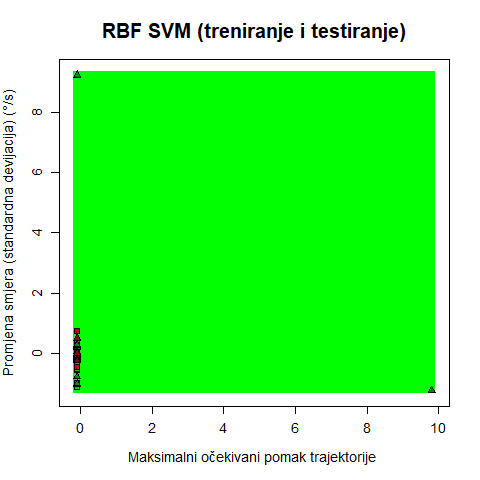 RBF SVM (treniranje i testiranje)
Promjena smjera (standardna devijacija) (°/s)
8
6
4
2
0
0 2 4 6 8 10
Maksimalni očekivani pomak trajektorije